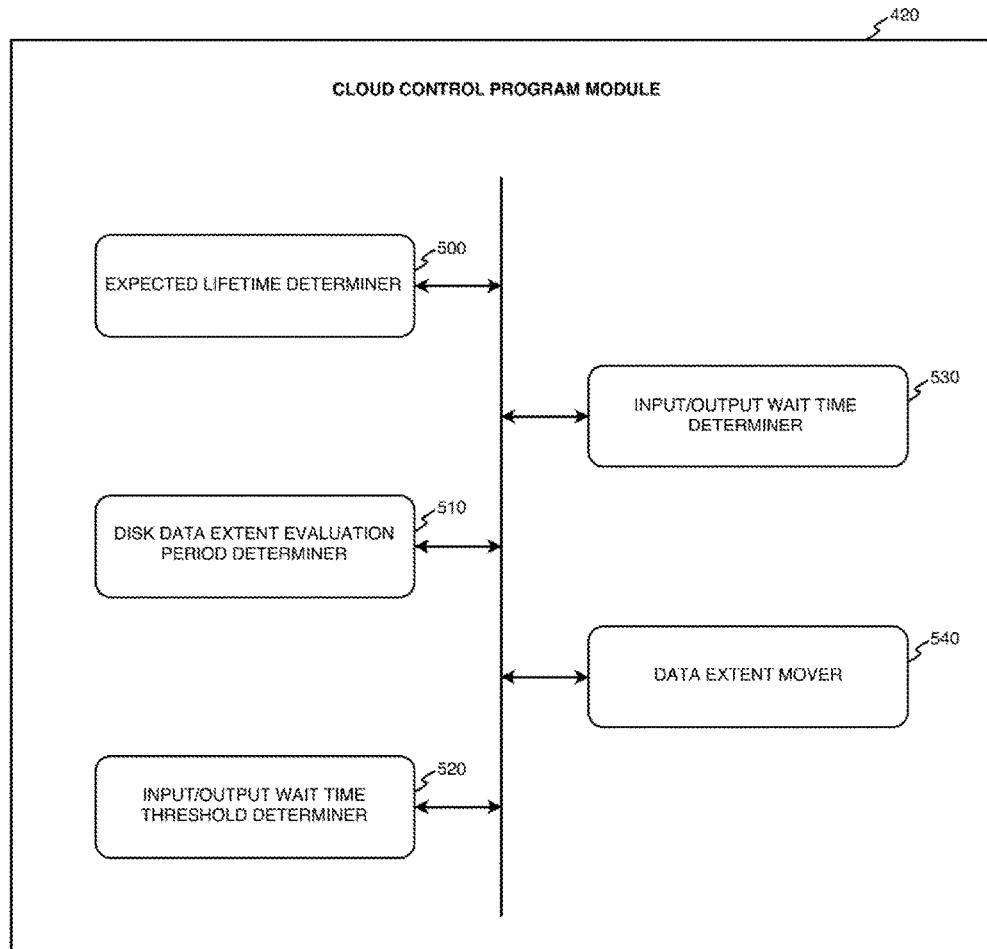 420
CLOUD CONTROL PROGRAM MODULE
500
EXPECTED LIFETIME DETERMINER
530
INPUT/OUTPUT WAIT TIME
DETERMINER
510
DISK DATA EXTENT EVALUATION
PERIOD DETERMINER
540
DATA EXTENT MOVER
520
INPUT/OUTPUT WAIT TIME
THRESHOLD DETERMINER